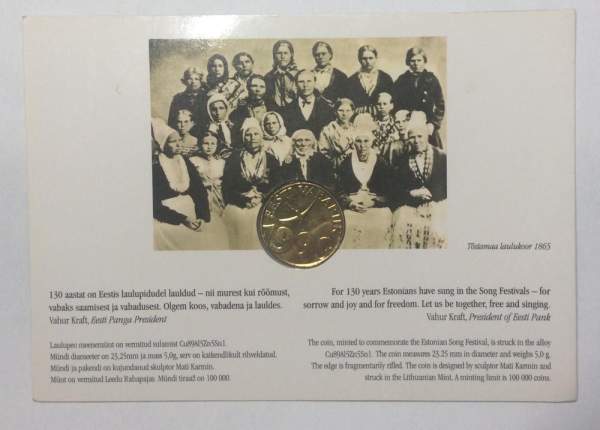 EESTI VABARIIK
Tõstamaa laulukoor 1865
130 aastat on Eestis laulupidudel lauldud – nii murest kui rõõmust,
vabaks saamisest ja vabadusest. Olgem koos, vabadena ja lauldes.
Vahur Kraft, Eesti Panga President
Laulupeo meenemünt on vermitud sulamist Cu89Al5Zn5Sn1.
Mündi diameeter on 23,25mm ja mass 5,0g, serv on katkendlikult rihveldatud.
Mündi ja pakendi on kujundanud skulptor Mati Karmin.
Münt on vermitud Leedu Rahapajas. Mündi tiraaž on 100 000.
For 130 years Estonians have sung in the Song Festivals – for
sorrow and joy and for freedom. Let us be together, free and singing.
Vahur Kraft, President of Eesti Pank
The coin, minted to commemorate the Estonian Song Festival, is struck in the alloy
Cu89Al5Zn5Sn1. The coin measures 23.25 mm in diameter and weighs 5,0 g.
The edge is fragmentarily rifled. The coin is designed by sculptor Mati Karmin and
struck in the Lithuanian Mint. A minting limit is 100 000 coins.